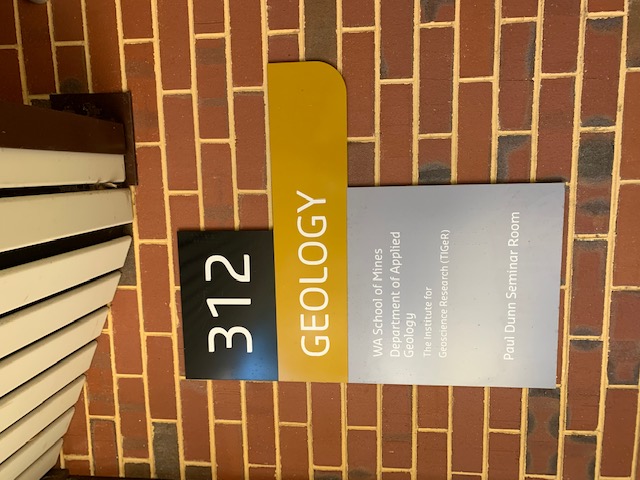 312
GEOLOGY
WA School of Mines
Department of Applied
Geology
The Institute for
Geoscience Research (TIGeR)
Paul Dunn Seminar Room